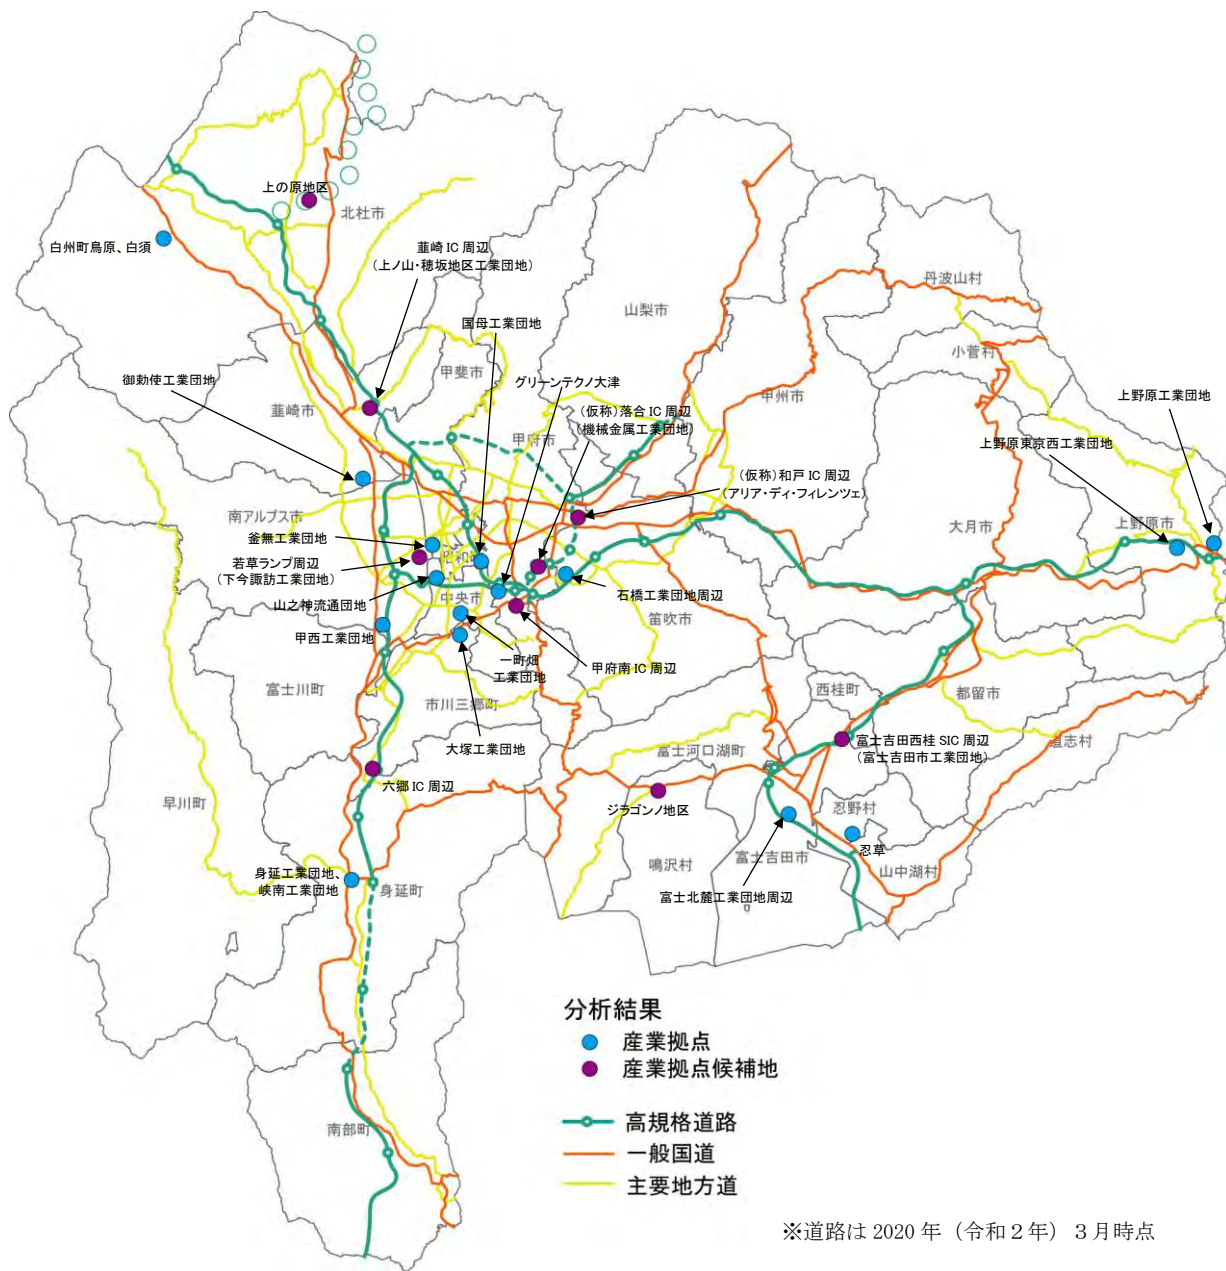 上の原地区
北杜市
白州町鳥原、白須
韮崎 IC 周辺
（上ノ山・穂坂地区工業団地）
丹波山村
山梨市
国母工業団地
小菅村
甲斐市
グリーンテクノ大津
御勅使工業団地
甲州市
上野原工業団地
韮崎市
（仮称）落合 IC 周辺
（機械金属工業団地）
甲府市
上野原東京西工業団地
（仮称）和戸 IC 周辺
（アリア・ディ・フィレンツェ）
南アルプス市
大月市
上野原市
釜無工業団地
昭和町
若草ランプ周辺
（下今諏訪工業団地）
石橋工業団地周辺
山之神流通団地
中央市
笛吹市
甲西工業団地
一町畑
工業団地
甲府南 IC 周辺
富士川町
西桂町
都留市
市川三郷町
道志村
大塚工業団地
富士河口湖町
富士吉田西桂 SIC 周辺
（富士吉田市工業団地）
六郷 IC 周辺
早川町
ジラゴンノ地区
忍野村
忍草
鳴沢村
富士吉田市
山中湖村
身延工業団地、
峡南工業団地
身延町
富士北麓工業団地周辺
分析結果
産業拠点
産業拠点候補地
高規格道路
南部町
一般国道
主要地方道
※道路は 2020 年（令和２年）３月時点